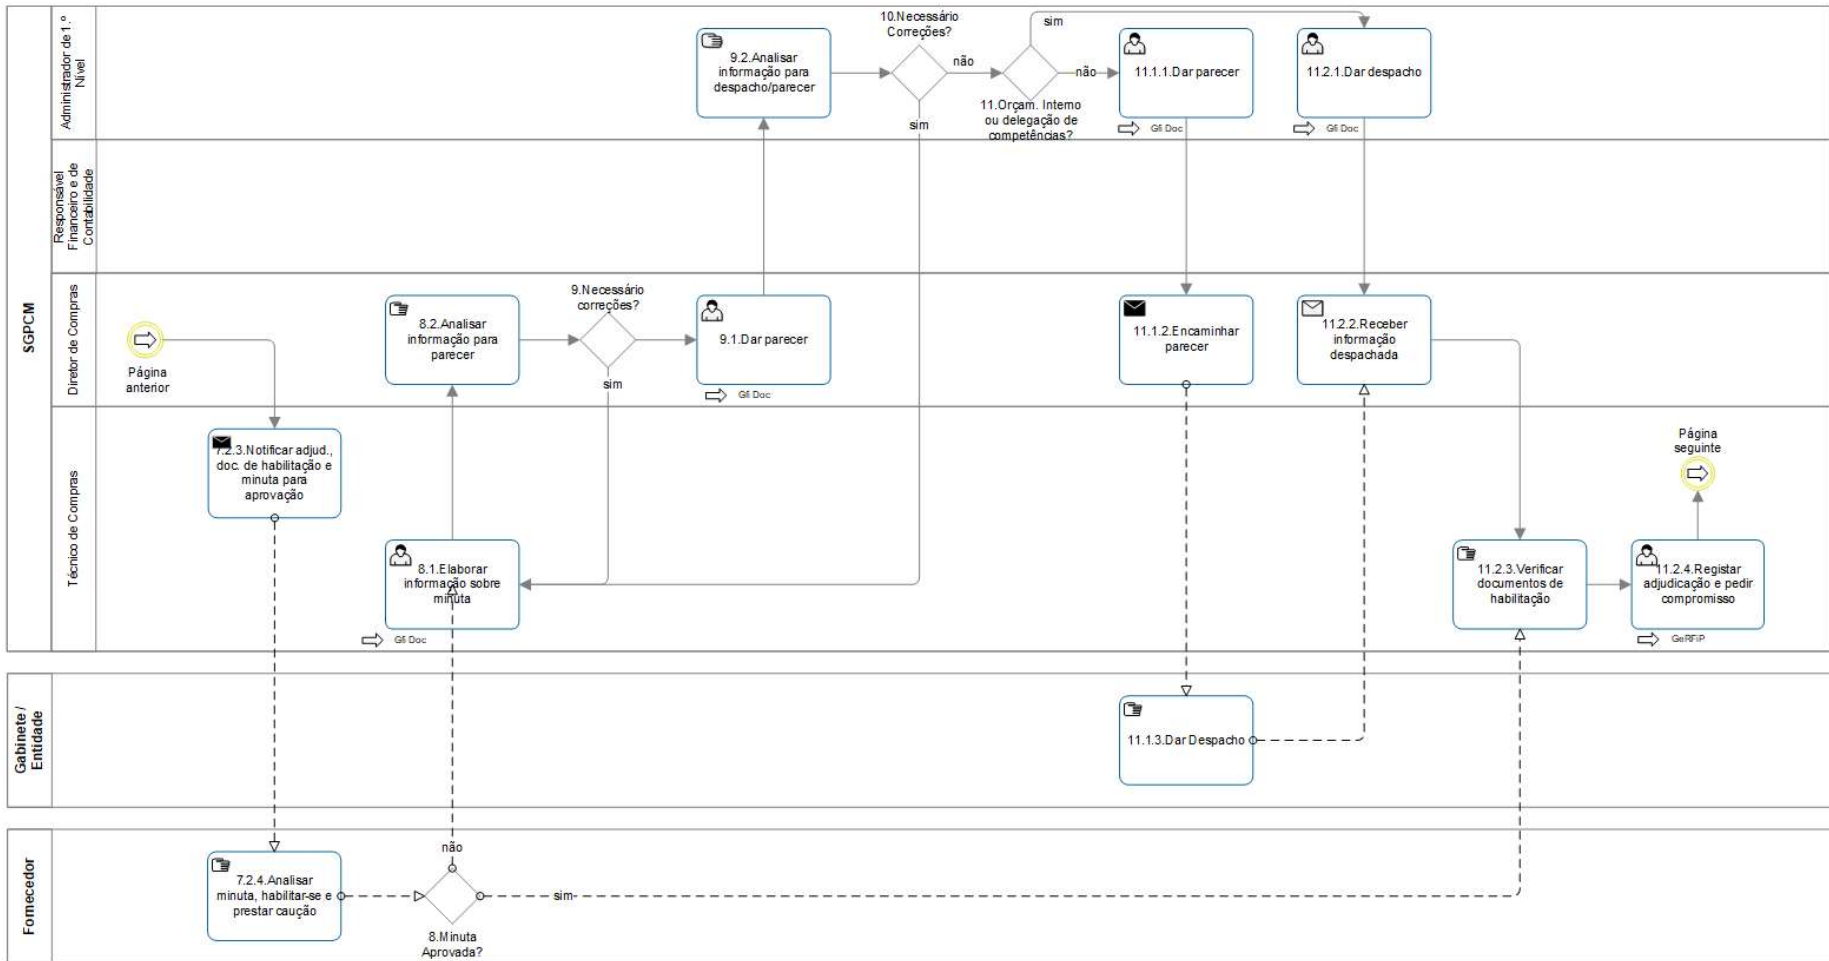 SGPCM
Administrador de 1.º
Nível
10.Necessário
Correções?
sim
9.2.Analisar
informação para
despacho/parecer
não
não
11.1.1.Dar parecer
11.2.1.Dar despacho
11.Orçam. Interno
ou delegação de
competências?
sim
Gfi Doc
Gfi Doc
Responsável
Financeiro e de
Contabilidade
Diretor de Compras
Página
anterior
8.2.Analisar
informação para
parecer
9.Necessário
correções?
sim
9.1.Dar parecer
Gfi Doc
11.1.2.Encaminhar
parecer
11.2.2.Receber
informação
despachada
Técnico de Compras
7.2.3.Notificar adjud.,
doc. de habilitação e
minuta para
aprovação
Página
seguinte
8.1.Elaborar
informação sobre
minuta
Gfi Doc
11.2.3.Verificar
documentos de
habilitação
11.2.4.Registar
adjudicação e pedir
compromisso
GeRFiP
Gabinete /
Entidade
11.1.3.Dar Despacho
Fornecedor
7.2.4.Analisar
minuta, habilitar-se e
prestar caução
não
sim
8.Minuta
Aprovada?